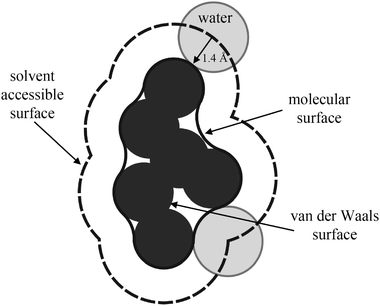 water
1.4 Å
solvent
accessible
surface
molecular
surface
van der Waals
surface